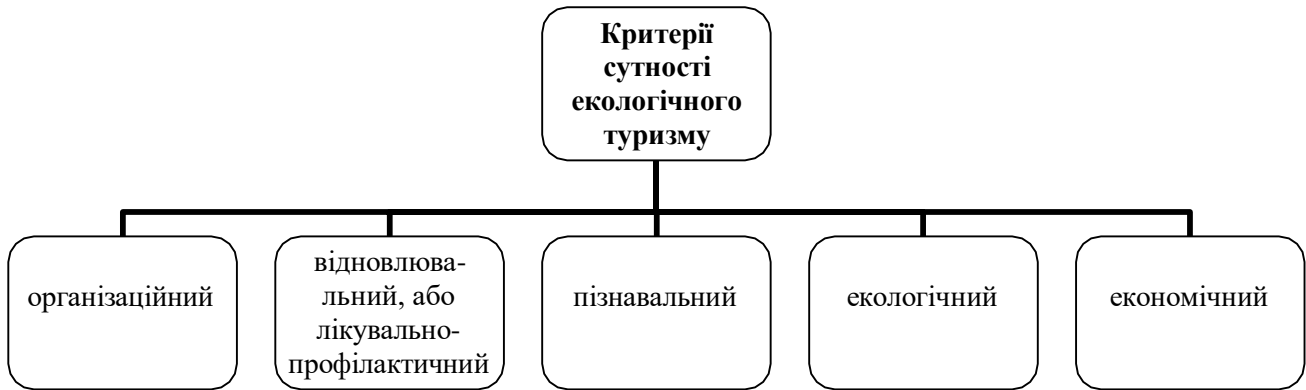 Критерії
сутності
екологічного
туризму
організаційний
відновлюва-
льний, або
лікувально-
профілактичний
пізнавальний
екологічний
економічний